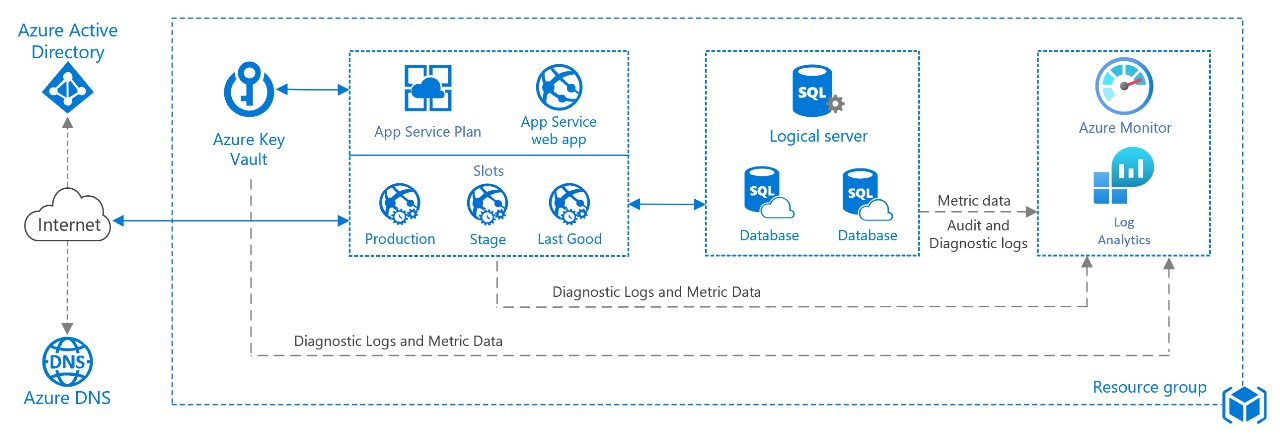 Azure Active
Directory
Internet
DNS
Azure DNS
Azure Key
Vault
App Service Plan
App Service
web app
Slots
Production
Stage
Last Good
SQL
Logical server
SQL
Database
SQL
Database
Metric data
Audit and
Diagnostic logs
Azure Monitor
Log
Analytics
Diagnostic Logs and Metric Data
Diagnostic Logs and Metric Data
Resource group